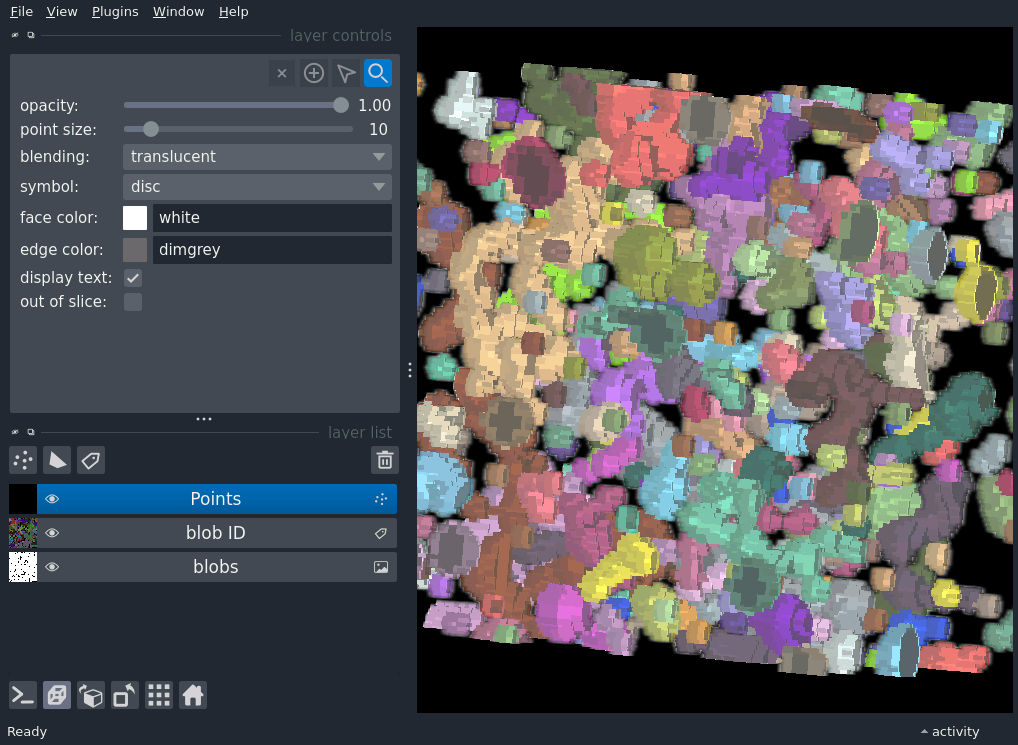 File View Plugins Window Help
layer controls
opacity: 1.00
point size: 10
blending: translucent
symbol: disc
face color: white
edge color: dimgrey
display text:
out of slice:
layer list
Points
blob ID
blobs
Ready activity